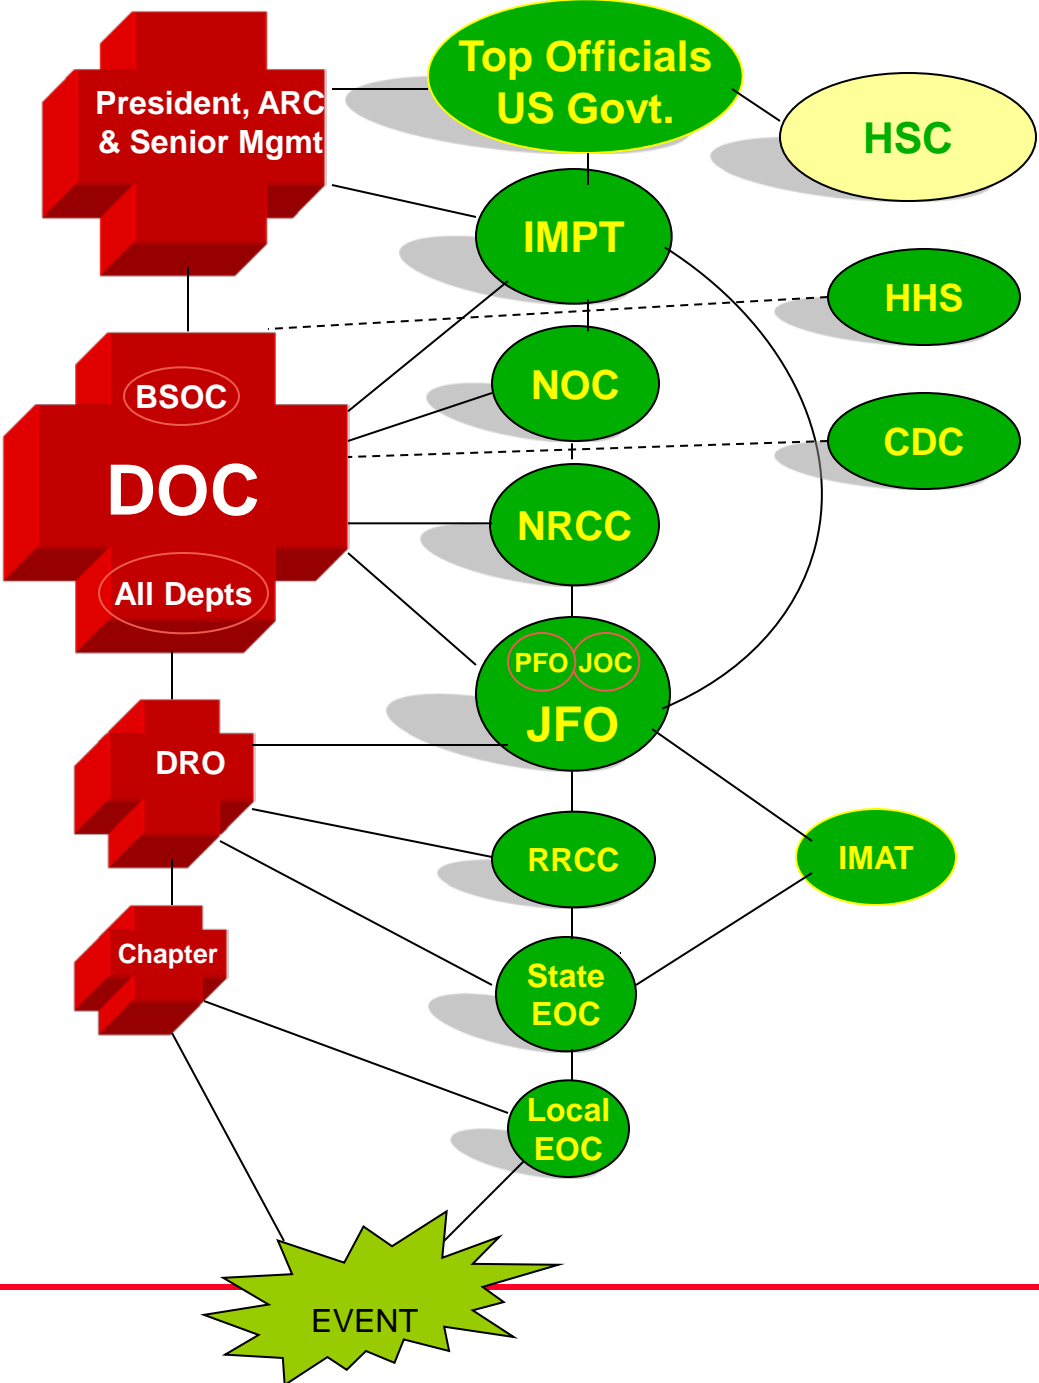 Top Officials
US Govt.
President, ARC
& Senior Mgmt
HSC
IMPT
HHS
BSOC
NOC
CDC
DOC
NRCC
All Depts
PFO
JOC
JFO
DRO
RRCC
IMAT
Chapter
State
EOC
Local
EOC
EVENT